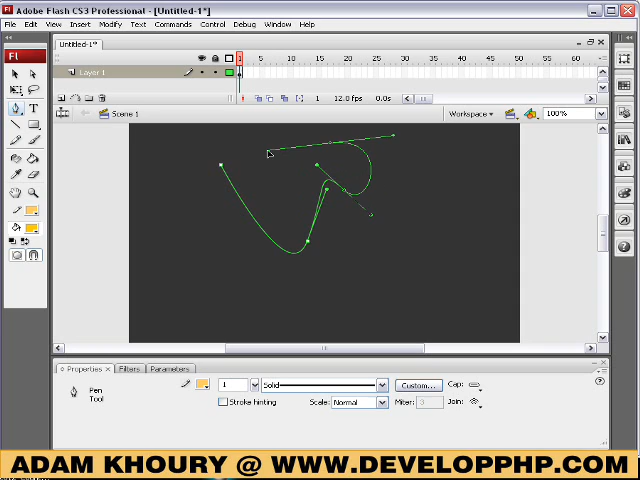 Adobe Flash CS3 Professional - [Untitled-1*]
File Edit View Insert Modify Text Commands Control Debug Window Help
Fl
Untitled-1*
1 5 10 15 20 25 30 35 40 45 50 55 60
Layer 1
1 12.0 fps 0.0s
Scene 1
Workspace
100%
Properties × Filters Parameters
Pen
Tool
1
Solid
Custom...
Cap:
Stroke hinting
Scale: Normal
Miter: 3
Join:
ADAM KHOURY @ WWW.DEVELOPPHP.COM